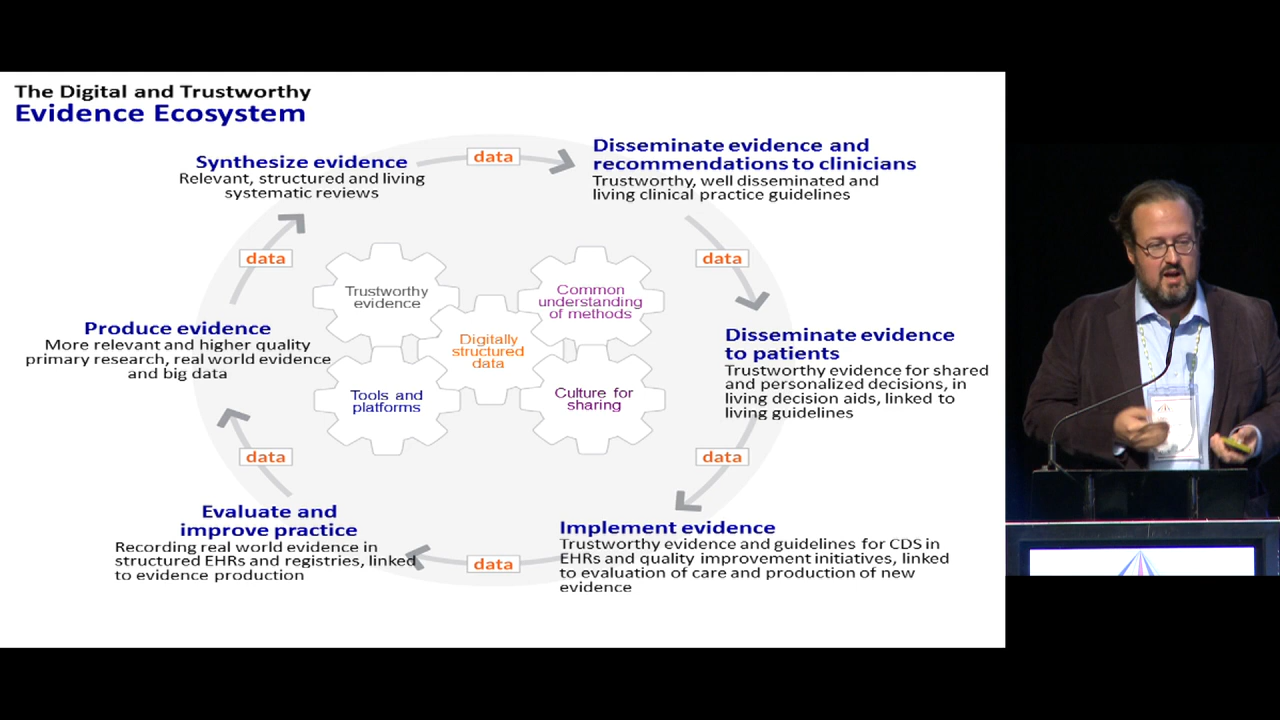 The Digital and Trustworthy
Evidence Ecosystem
Synthesize evidence
Relevant, structured and living
systematic reviews
data
Disseminate evidence and
recommendations to clinicians
Trustworthy, well disseminated and
living clinical practice guidelines
data
data
Trustworthy
evidence
Common
understanding
of methods
Digitally
structured
data
Tools and
platforms
Culture for
sharing
Produce evidence
More relevant and higher quality
primary research, real world evidence
and big data
Disseminate evidence
to patients
Trustworthy evidence for shared
and personalized decisions, in
living decision aids, linked to
living guidelines
data
data
Evaluate and
improve practice
Recording real world evidence in
structured EHRs and registries, linked
to evidence production
data
Implement evidence
Trustworthy evidence and guidelines for CDS in
EHRs and quality improvement initiatives, linked
to evaluation of care and production of new
evidence